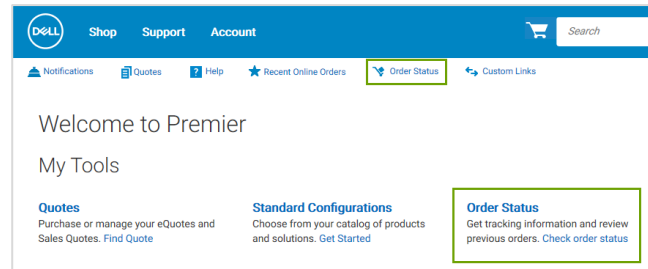 DELL Shop Support Account Search
Notifications Quotes ? Help Recent Online Orders Order Status Custom Links
Welcome to Premier
My Tools
Quotes
Purchase or manage your eQuotes and
Sales Quotes. Find Quote
Standard Configurations
Choose from your catalog of products
and solutions. Get Started
Order Status
Get tracking information and review
previous orders. Check order status